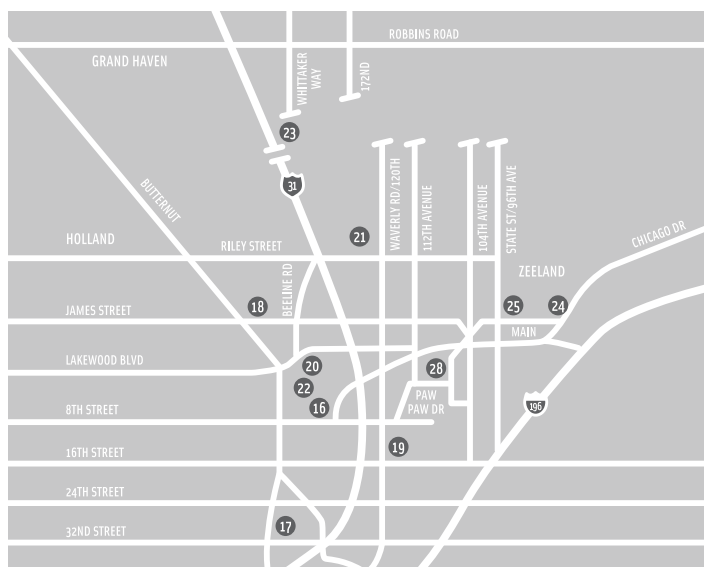 ROBBINS ROAD
GRAND HAVEN
WHITTAKER
WAY
172ND
23
31
BUTTERNUT
WAVERLY RD/120TH
112TH AVENUE
104TH AVENUE
STATE ST/96TH AVE
CHICAGO DR
HOLLAND
RILEY STREET
21
ZEELAND
BEELINE RD
18
25
24
JAMES STREET
MAIN
LAKEWOOD BLVD
20
28
22
PAW
PAW DR
16
8TH STREET
196
19
16TH STREET
24TH STREET
17
32ND STREET